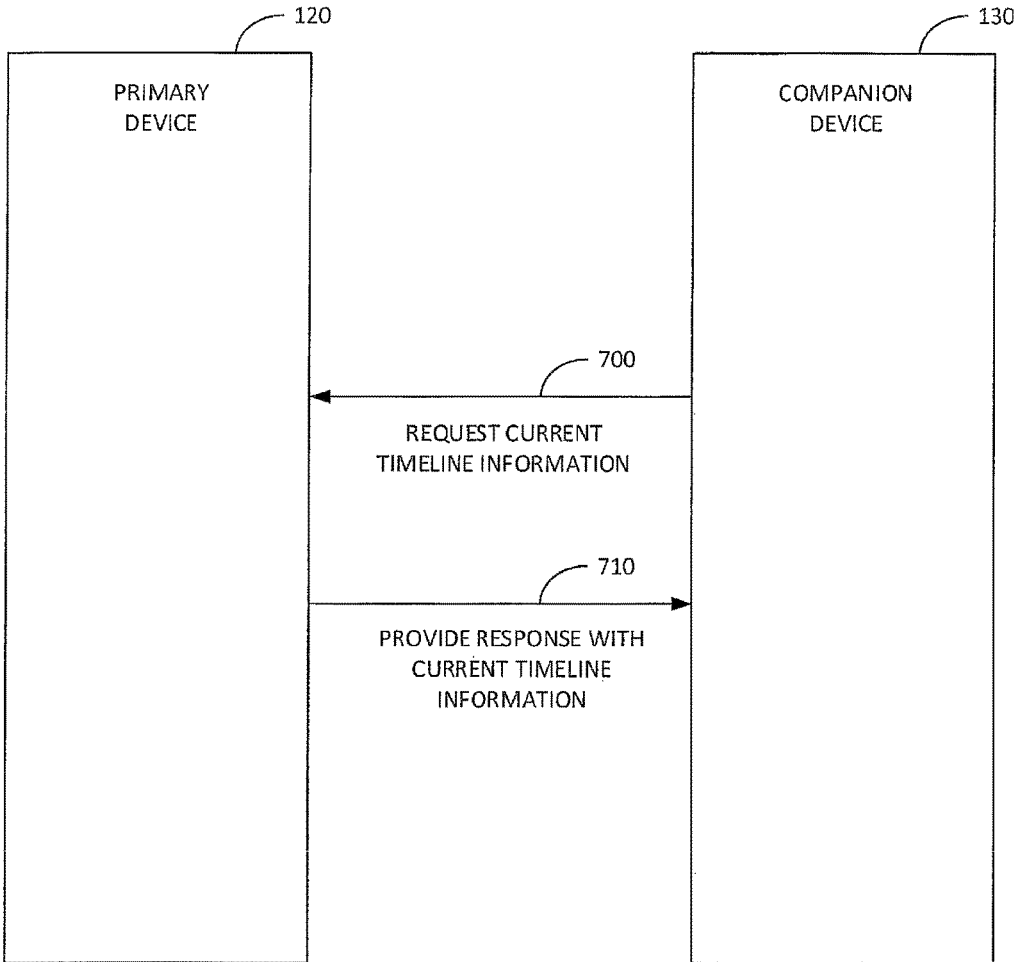 120
130
PRIMARY
DEVICE
COMPANION
DEVICE
700
REQUEST CURRENT
TIMELINE INFORMATION
710
PROVIDE RESPONSE WITH
CURRENT TIMELINE
INFORMATION